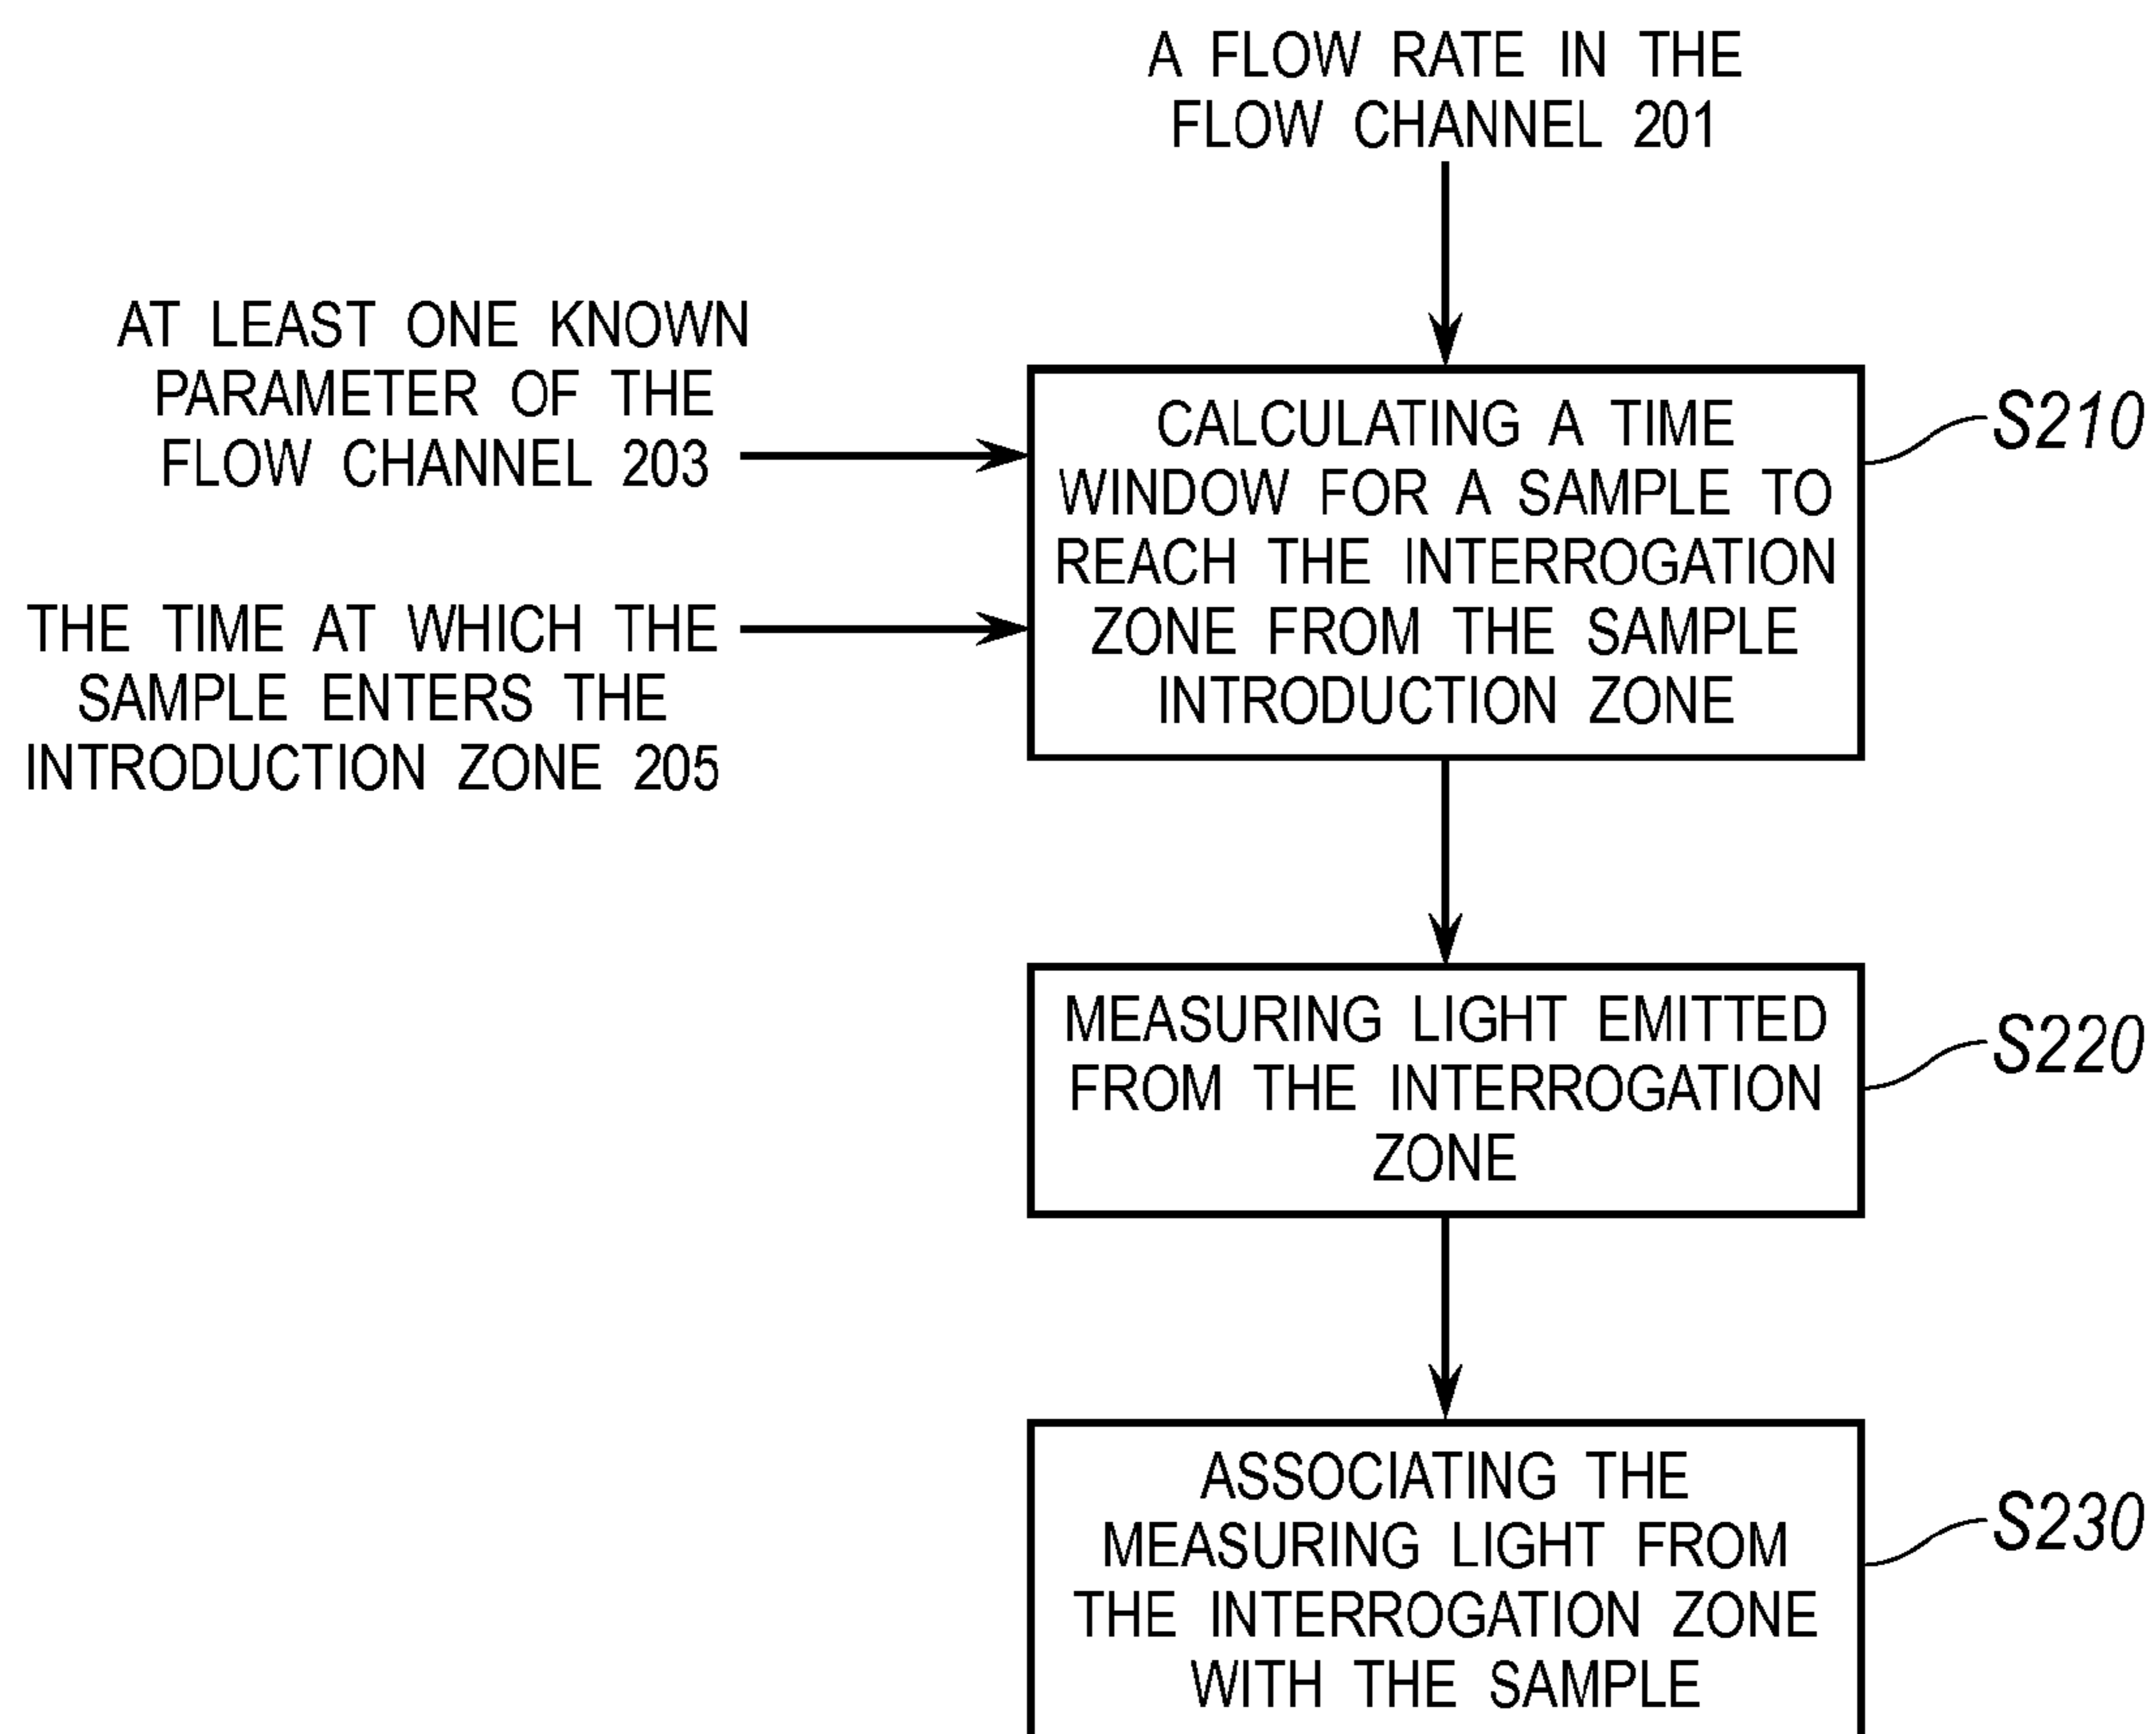 A FLOW RATE IN THE
FLOW CHANNEL 201
AT LEAST ONE KNOWN
PARAMETER OF THE
FLOW CHANNEL 203
THE TIME AT WHICH THE
SAMPLE ENTERS THE
INTRODUCTION ZONE 205
CALCULATING A TIME
WINDOW FOR A SAMPLE TO
REACH THE INTERROGATION
ZONE FROM THE SAMPLE
INTRODUCTION ZONE
S210
MEASURING LIGHT EMITTED
FROM THE INTERROGATION
ZONE
S220
ASSOCIATING THE
MEASURING LIGHT FROM
THE INTERROGATION ZONE
WITH THE SAMPLE
S230